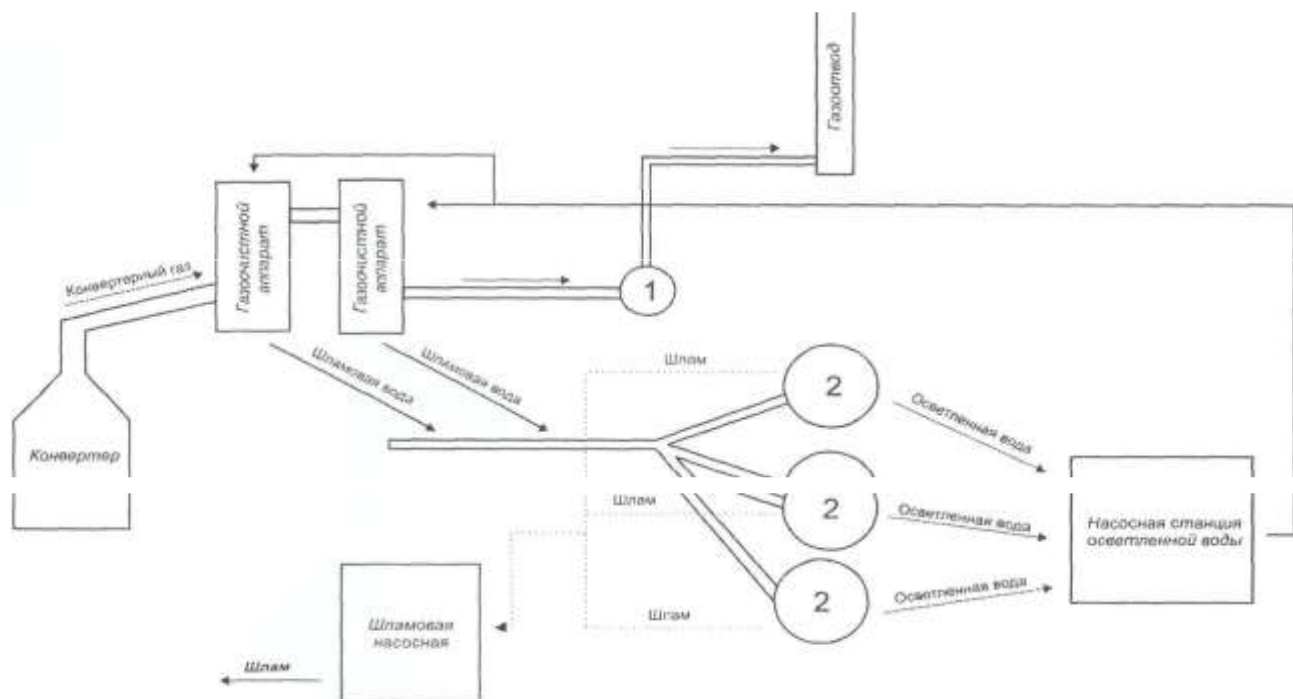 Газоотвод
Газоочистной
аппарат
Газоочистной
аппарат
Конвертерный газ
1
Шламовая вода
Шламовая вода
Шлам
2
Осветленная вода
Конвертер
Шлам
2
Осветленная вода
Насосная станция
осветленной воды
Шлам
2
Осветленная вода
Шламовая
насосная
Шлам